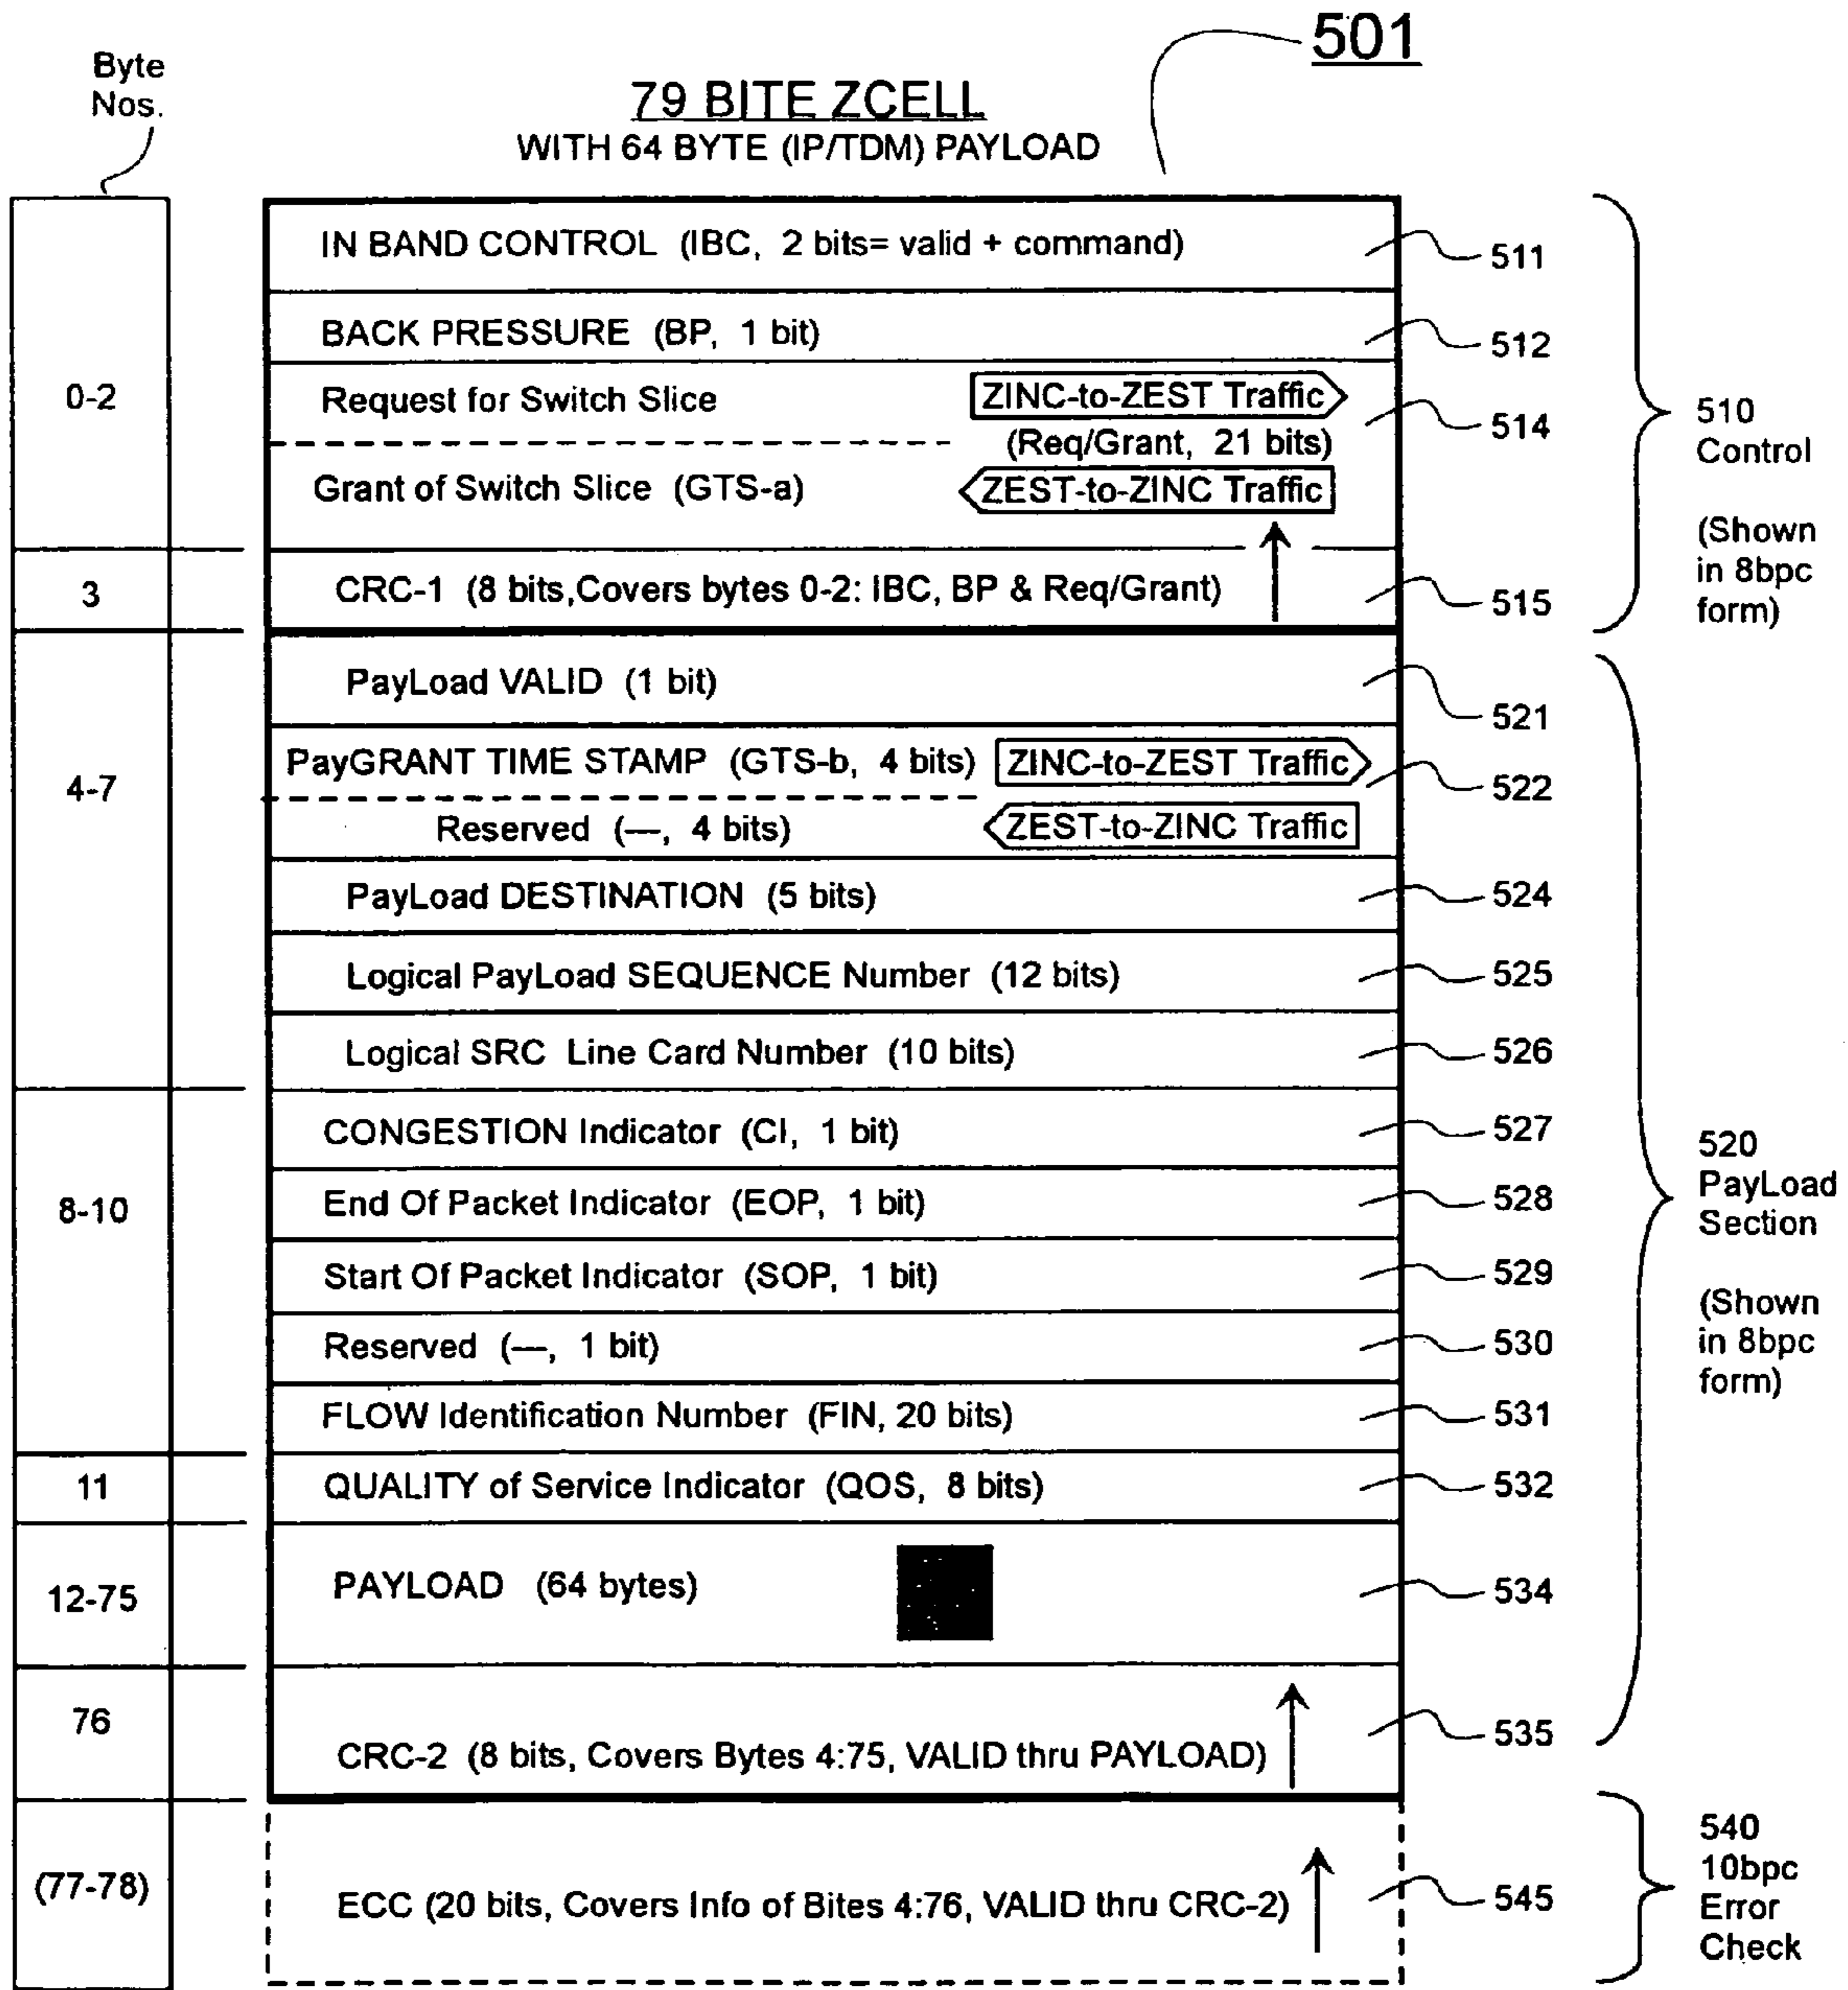 501
Byte
Nos.
79 BITE ZCELL
WITH 64 BYTE (IP/TDM) PAYLOAD
0-2
IN BAND CONTROL (IBC, 2 bits= valid + command)
511
BACK PRESSURE (BP, 1 bit)
512
Request for Switch Slice
ZINC-to-ZEST Traffic
(Req/Grant, 21 bits)
514
Grant of Switch Slice (GTS-a)
ZEST-to-ZINC Traffic
510
Control
(Shown
in 8bpc
form)
3
CRC-1 (8 bits,Covers bytes 0-2: IBC, BP & Req/Grant)
515
4-7
PayLoad VALID (1 bit)
521
PayGRANT TIME STAMP (GTS-b, 4 bits)
ZINC-to-ZEST Traffic
522
Reserved (—, 4 bits)
ZEST-to-ZINC Traffic
PayLoad DESTINATION (5 bits)
524
Logical PayLoad SEQUENCE Number (12 bits)
525
Logical SRC Line Card Number (10 bits)
526
8-10
CONGESTION Indicator (CI, 1 bit)
527
End Of Packet Indicator (EOP, 1 bit)
528
Start Of Packet Indicator (SOP, 1 bit)
529
Reserved (—, 1 bit)
530
FLOW Identification Number (FIN, 20 bits)
531
520
PayLoad
Section
(Shown
in 8bpc
form)
11
QUALITY of Service Indicator (QOS, 8 bits)
532
12-75
PAYLOAD (64 bytes)
534
76
CRC-2 (8 bits, Covers Bytes 4:75, VALID thru PAYLOAD)
535
(77-78)
ECC (20 bits, Covers Info of Bites 4:76, VALID thru CRC-2)
545
540
10bpc
Error
Check